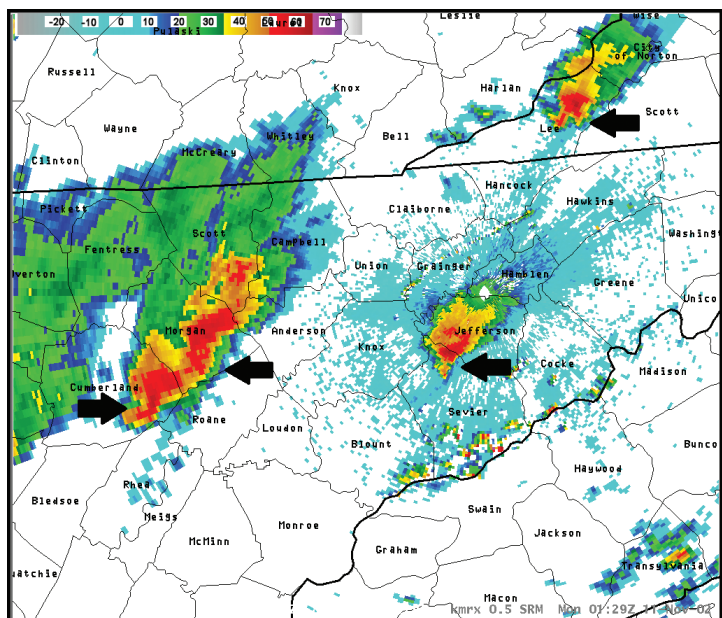 -20 -10 0 10 20 30 40 50 60 70
Leslie
Wise
Pulaski
Laurel
City
of Norton
Russell
Knox
Harlan
Scott
Wayne
Bell
Lee
Whitley
Clinton
McCreary
Hancock
Claiborne
Hawkins
Pickett
Scott
Campbell
Washingt
Fentress
Union
Grainger
Hamblen
verton
Greene
Unico
Morgan
Anderson
Jefferson
Knox
Cocke
Madison
Cumberland
Roane
Sevier
Loudon
Blount
Bunco
Rhea
Haywood
Bledsoe
Meigs
Swain
Monroe
McMinn
Jackson
Graham
Transylvania
uatchie
Macon
kmrx 0.5 SRM Mon 01:29Z 11-Nov-02